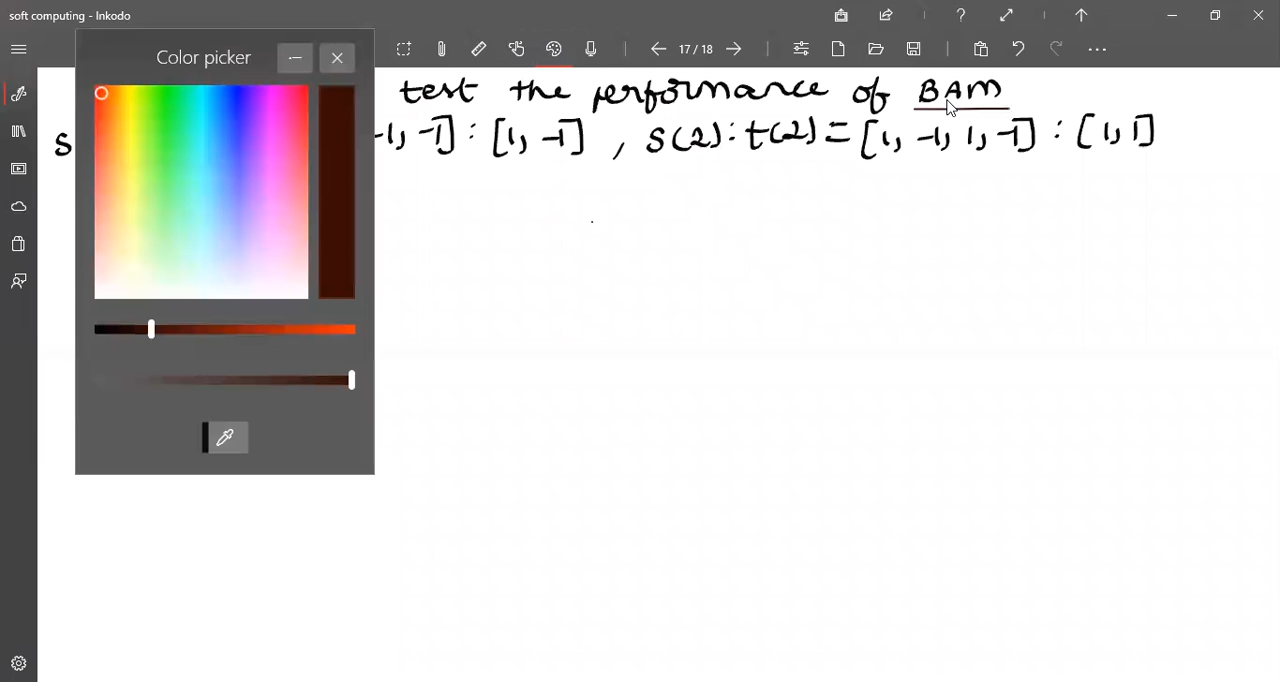 soft computing - Inkodo
17 / 18
Color picker
test the performance of BAM
s -1, -1] : [1, -1] , s(2) : t(2) = [1, -1, 1, -1] : [1, 1]